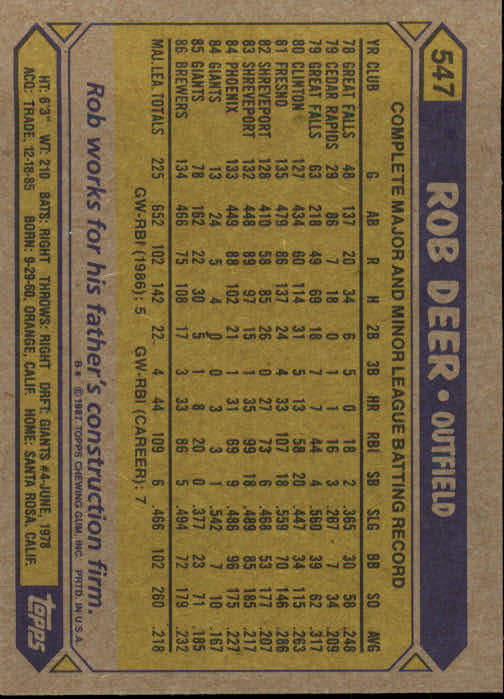 547
ROB DEER • OUTFIELD
COMPLETE MAJOR AND MINOR LEAGUE BATTING RECORD
YR CLUB G AB R H 2B 3B HR RBI SB SLG BB SO AVG
78 GREAT FALLS 48 137 20 34 6 5 0 18 2 .365 30 58 .248
79 CEDAR RAPIDS 29 86 7 18 0 1 1 16 3 .267 7 34 .209
79 GREAT FALLS 63 218 49 69 18 7 7 44 4 .560 39 62 .317
80 CLINTON 127 434 60 114 31 5 13 58 20 .447 34 115 .263
81 FRESNO 135 479 86 137 24 4 33 107 18 .559 70 146 .286
82 SHREVEPORT 128 410 58 85 26 0 27 73 6 .468 53 177 .207
83 SHREVEPORT 132 448 89 97 15 1 35 99 18 .489 85 185 .217
84 PHOENIX 133 449 88 102 21 1 31 69 9 .486 96 175 .227
84 GIANTS 13 24 5 4 0 0 3 3 1 .542 7 10 .167
85 GIANTS 78 162 22 30 5 1 8 20 0 .377 23 71 .185
86 BREWERS 134 466 75 108 17 3 33 86 5 .494 72 179 .232
MAJ. LEA. TOTALS 225 652 102 142 22 4 44 109 6 .466 102 260 .218
GW-RBI (1986): 5 GW-RBI (CAREER): 7
Rob works for his father's construction firm.
B* © 1987 TOPPS CHEWING GUM, INC. PRTD. IN U.S.A.
HT: 6'3" WT: 210 BATS: RIGHT THROWS: RIGHT DRFT: GIANTS #4-JUNE, 1978
ACQ: TRADE, 12-18-85 BORN: 9-29-60, ORANGE, CALIF. HOME: SANTA ROSA, CALIF.
Topps